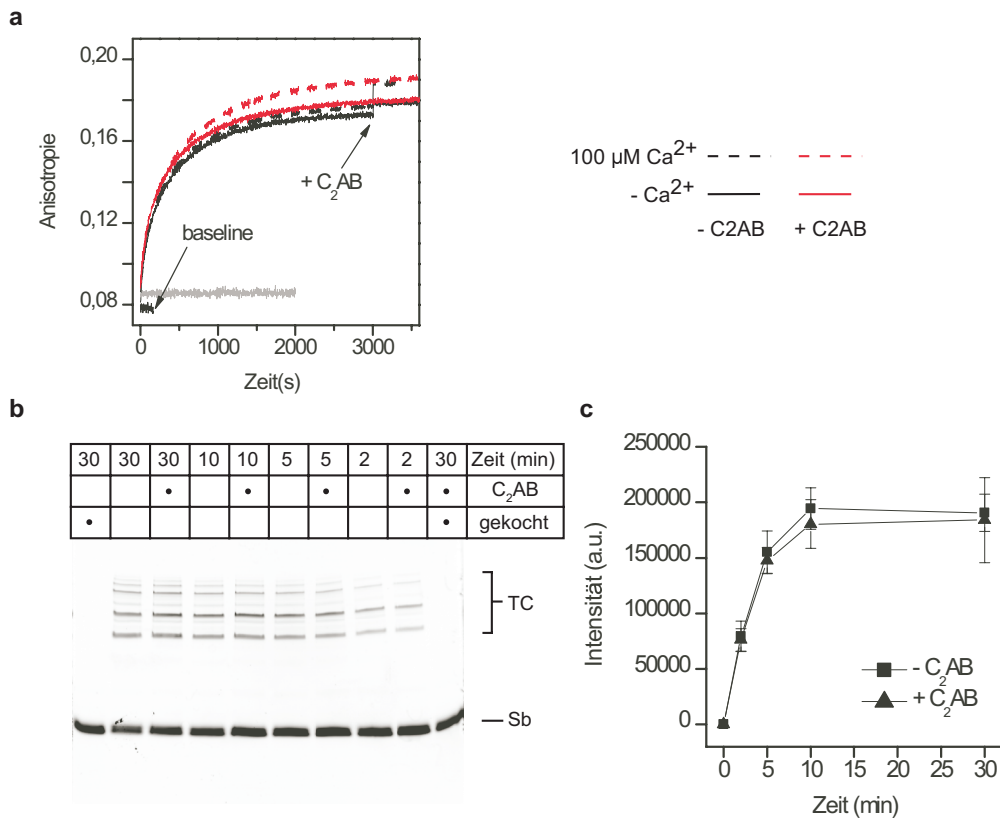 a
0,20
0,16
0,12
0,08
Anisotropie
+ C2AB
baseline
0 1000 2000 3000
Zeit(s)
100 µM Ca2+
- Ca2+
- C2AB + C2AB
b
30 30 30 10 10 5 5 2 2 30 Zeit (min)
• • • • • C2AB
• • gekocht
TC
Sb
c
250000
200000
150000
100000
50000
0
Intensität (a.u.)
- C2AB
+ C2AB
0 5 10 15 20 25 30
Zeit (min)